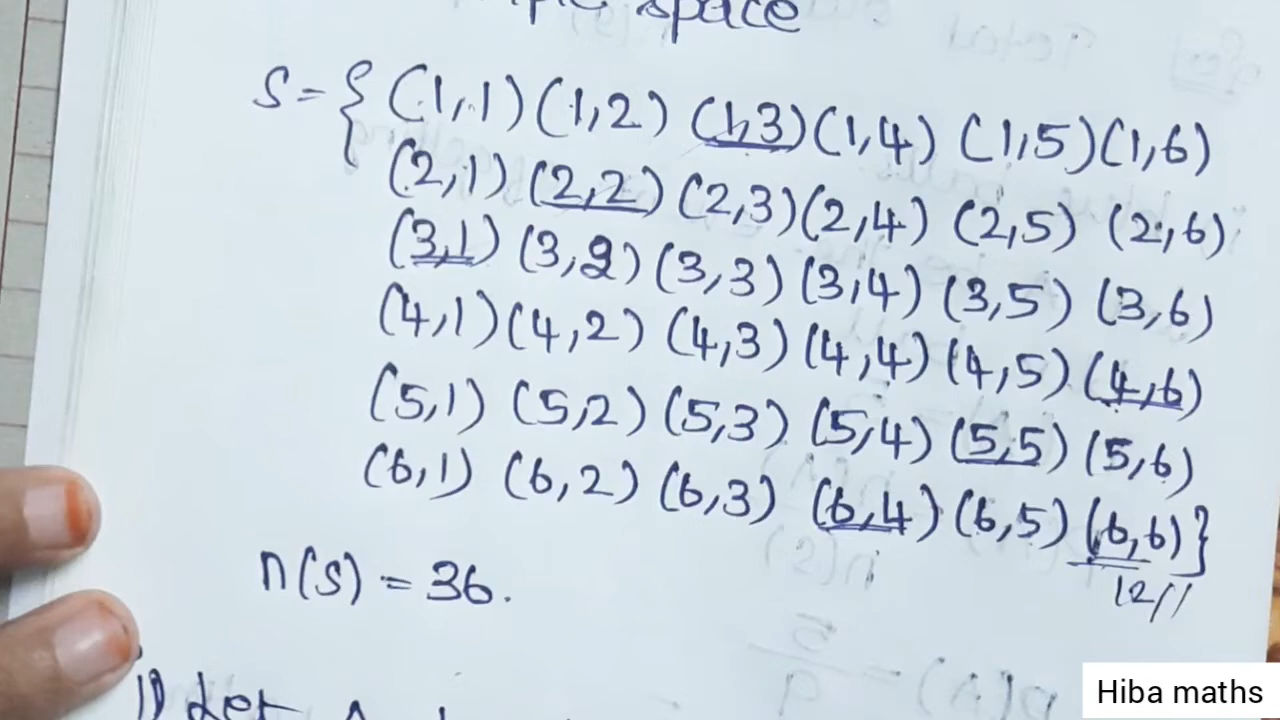 space
S = { (1,1) (1,2) (1,3) (1,4) (1,5) (1,6)
(2,1) (2,2) (2,3) (2,4) (2,5) (2,6)
(3,1) (3,2) (3,3) (3,4) (3,5) (3,6)
(4,1) (4,2) (4,3) (4,4) (4,5) (4,6)
(5,1) (5,2) (5,3) (5,4) (5,5) (5,6)
(6,1) (6,2) (6,3) (6,4) (6,5) (6,6) }
12//
n(S) = 36.
i) Let A
Hiba maths